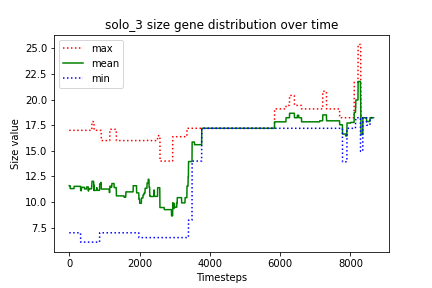 solo_3 size gene distribution over time
max
mean
min
Size value
25.0
22.5
20.0
17.5
15.0
12.5
10.0
7.5
0
2000
4000
6000
8000
Timesteps